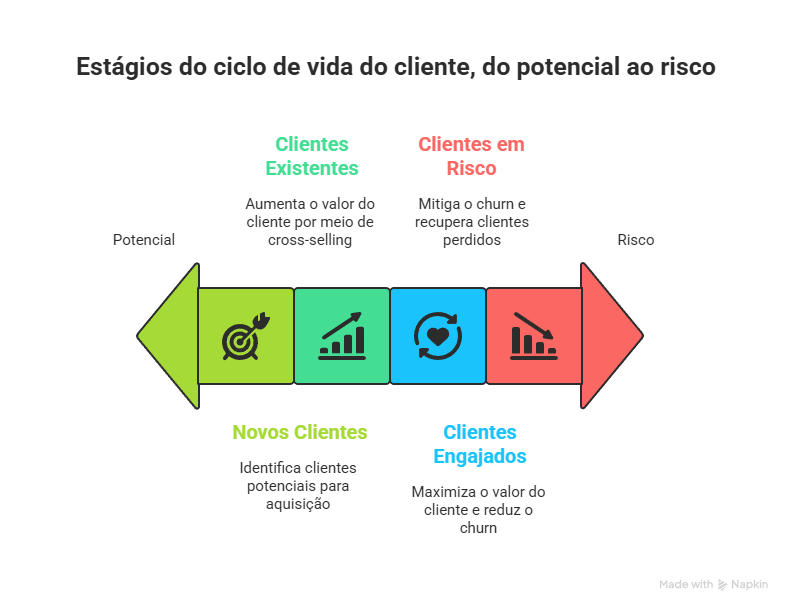 Estágios do ciclo de vida do cliente, do potencial ao risco
Clientes
Existentes
Aumenta o valor do
cliente por meio de
cross-selling
Clientes em
Risco
Mitiga o churn e
recupera clientes
perdidos
Potencial
Risco
Novos Clientes
Identifica clientes
potenciais para
aquisição
Clientes
Engajados
Maximiza o valor do
cliente e reduz o
churn
Made with Napkin